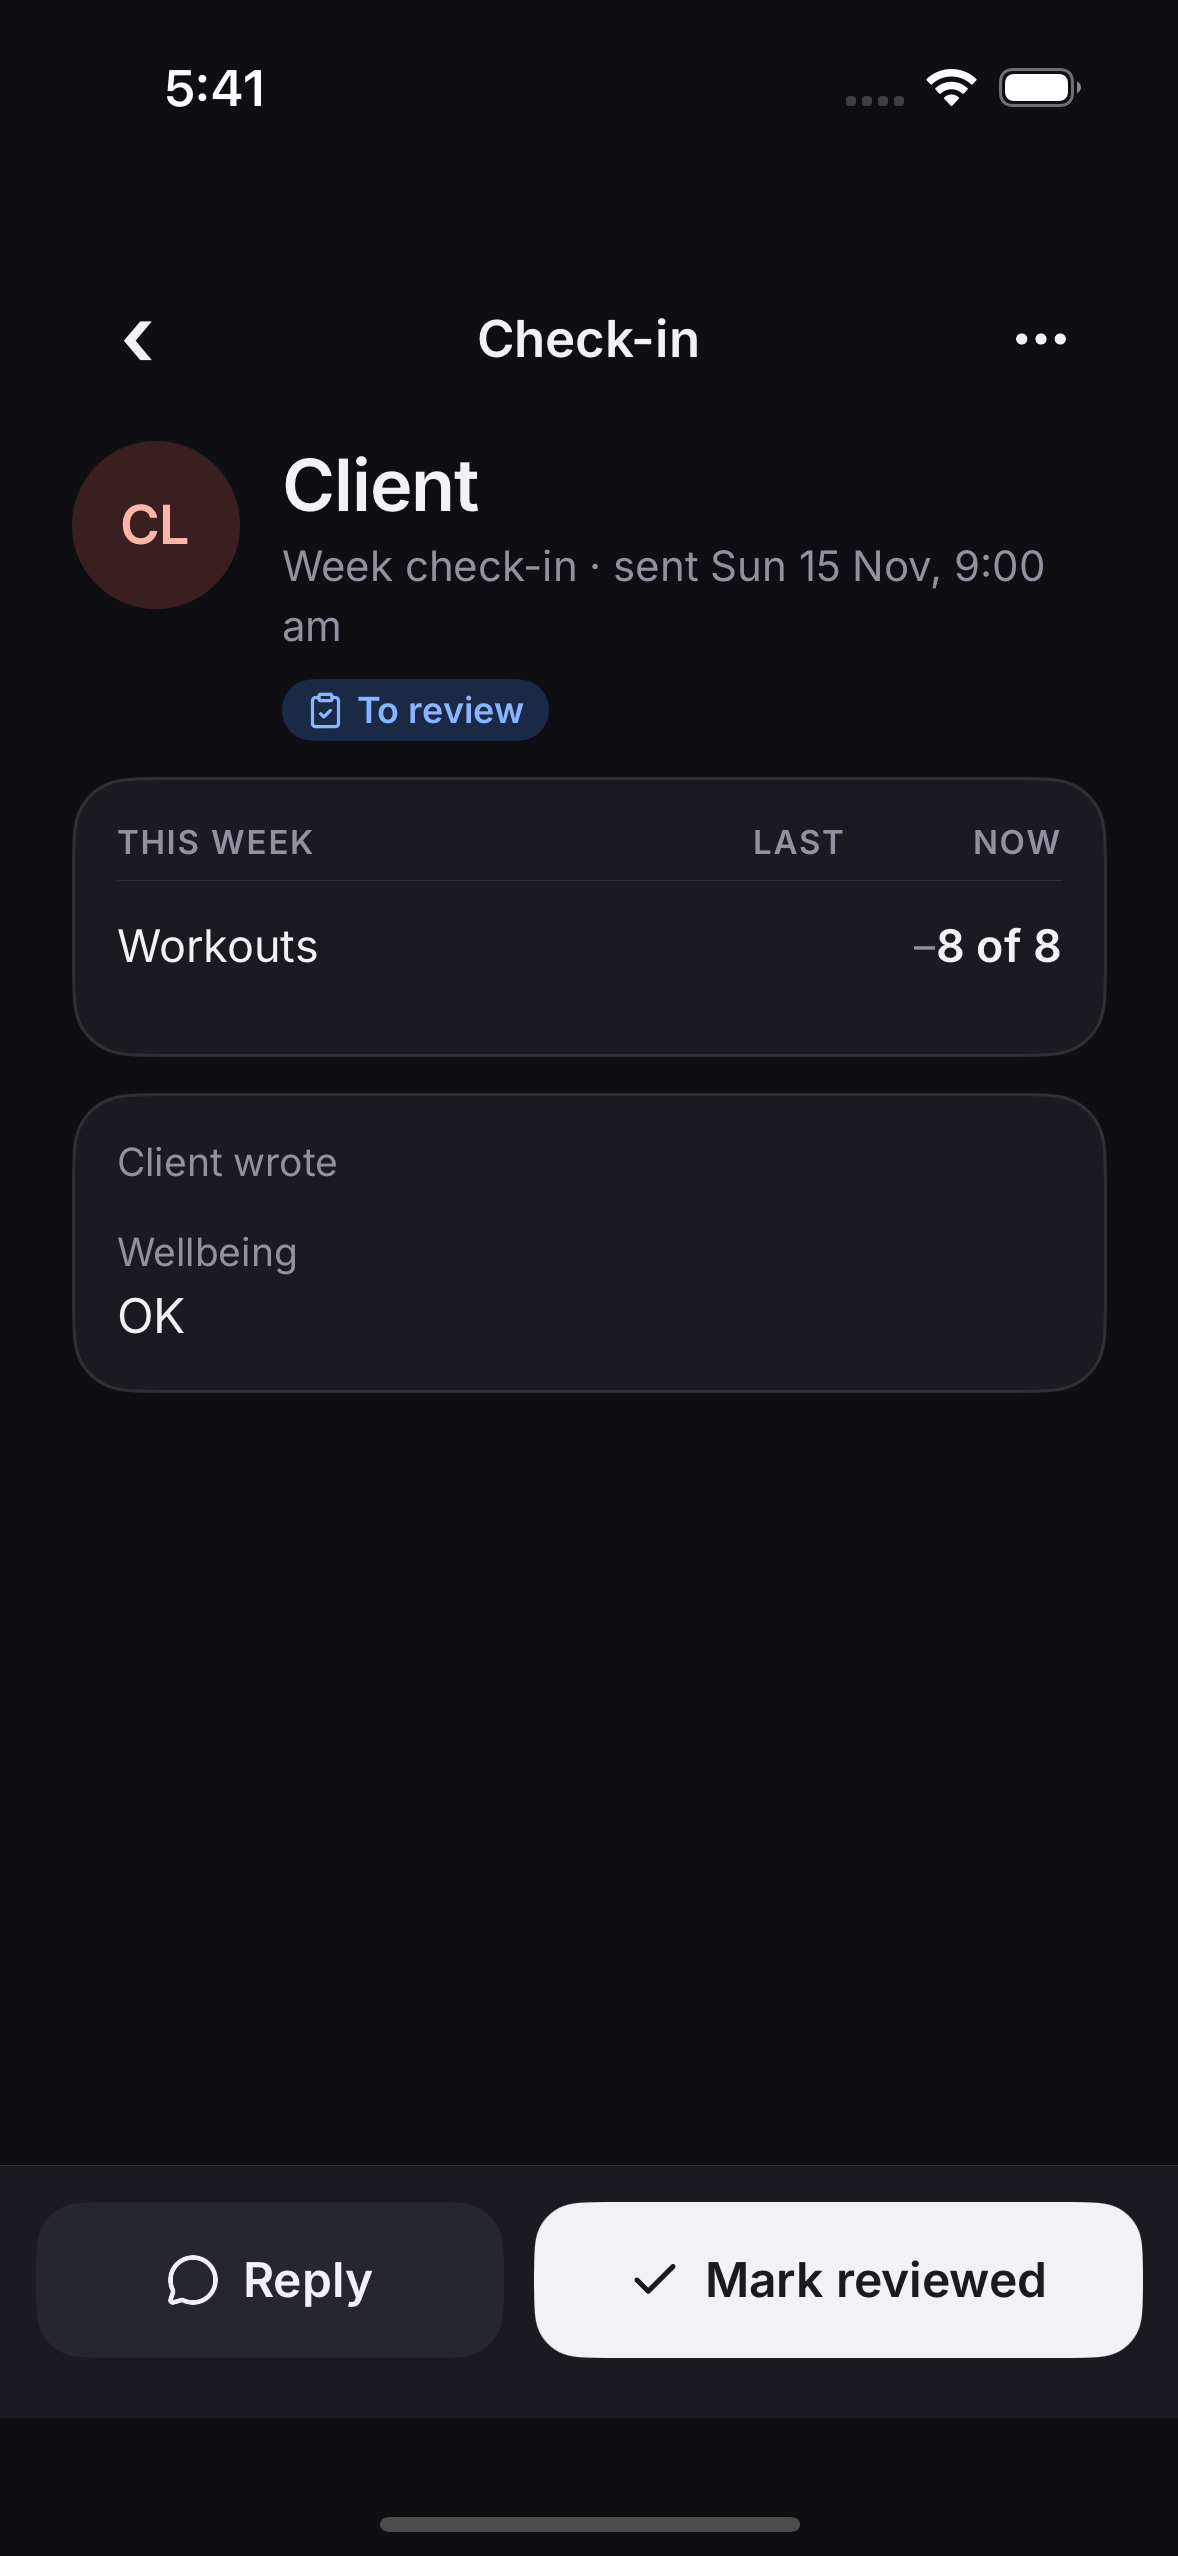 5:41
Check-in
CL
Client
Week check-in · sent Sun 15 Nov, 9:00
am
To review
THIS WEEK LAST NOW
Workouts –8 of 8
Client wrote
Wellbeing
OK
Reply Mark reviewed